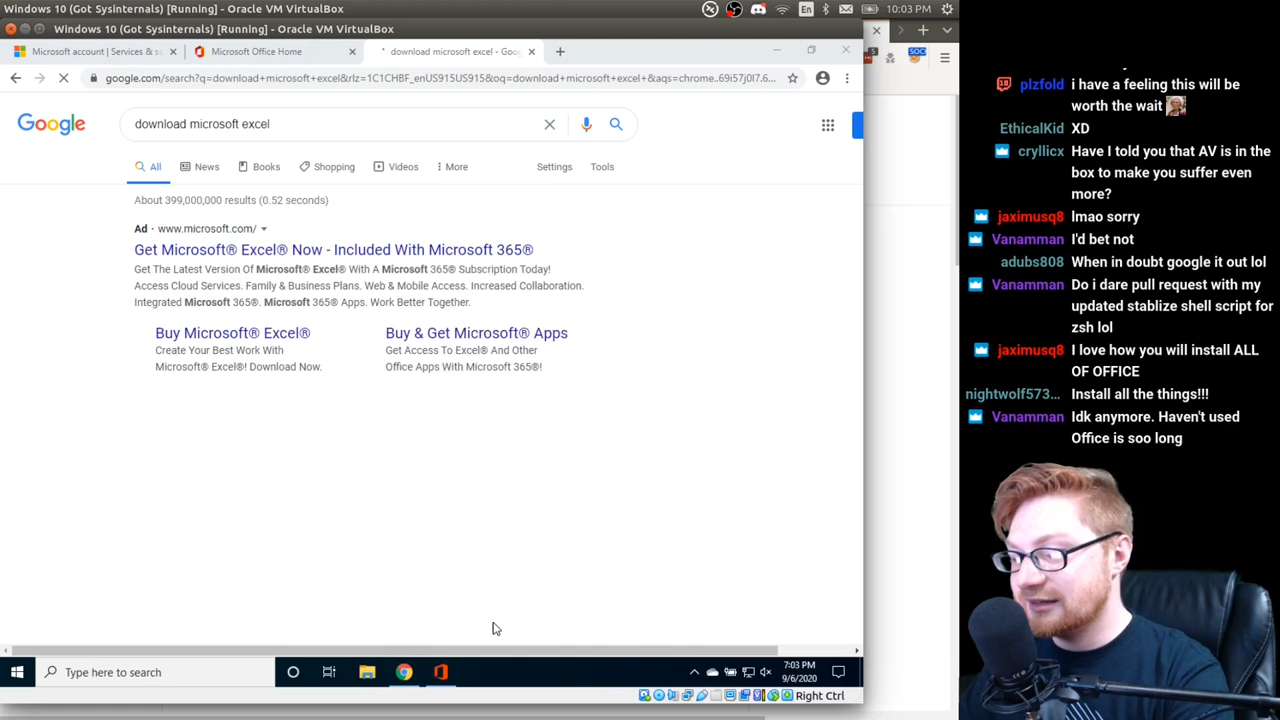 Windows 10 (Got Sysinternals) [Running] - Oracle VM VirtualBox
En
10:03 PM
Windows 10 (Got Sysinternals) [Running] - Oracle VM VirtualBox
Microsoft account | Services & su
Microsoft Office Home
download microsoft excel - Goog
google.com/search?q=download+microsoft+excel&rlz=1C1CHBF_enUS915US915&oq=download+microsoft+excel+&aqs=chrome..69i57j0l7.6...
5
SOCI
Google
download microsoft excel
All
News
Books
Shopping
Videos
More
Settings
Tools
About 399,000,000 results (0.52 seconds)
Ad · www.microsoft.com/
Get Microsoft® Excel® Now - Included With Microsoft 365®
Get The Latest Version Of Microsoft® Excel® With A Microsoft 365® Subscription Today!
Access Cloud Services. Family & Business Plans. Web & Mobile Access. Increased Collaboration.
Integrated Microsoft 365®. Microsoft 365® Apps. Work Better Together.
Buy Microsoft® Excel®
Create Your Best Work With
Microsoft® Excel®! Download Now.
Buy & Get Microsoft® Apps
Get Access To Excel® And Other
Office Apps With Microsoft 365®!
Type here to search
7:03 PM
9/6/2020
Right Ctrl
plzfold i have a feeling this will be
worth the wait
EthicalKid XD
cryllicx Have I told you that AV is in the
box to make you suffer even
more?
jaximusq8 lmao sorry
Vanamman I'd bet not
adubs808 When in doubt google it out lol
Vanamman Do i dare pull request with my
updated stablize shell script for
zsh lol
jaximusq8 I love how you will install ALL
OF OFFICE
nightwolf573... Install all the things!!!
Vanamman Idk anymore. Haven't used
Office is soo long